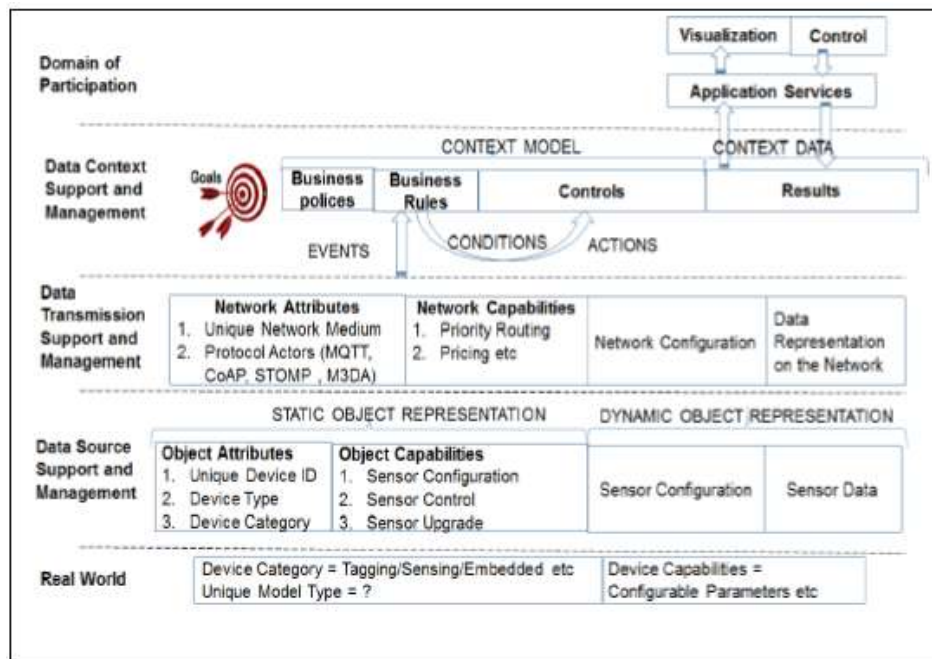 Visualization
Control
Domain of
Participation
Application Services
CONTEXT MODEL
CONTEXT DATA
Data Context
Support and
Management
Goals
Business
polices
Business
Rules
Controls
Results
EVENTS
CONDITIONS
ACTIONS
Data
Transmission
Support and
Management
Network Attributes
1. Unique Network Medium
2. Protocol Actors (MQTT,
CoAP, STOMP , M3DA)
Network Capabilities
1. Priority Routing
2. Pricing etc
Network Configuration
Data
Representation
on the Network
STATIC OBJECT REPRESENTATION
DYNAMIC OBJECT REPRESENTATION
Data Source
Support and
Management
Object Attributes
1. Unique Device ID
2. Device Type
3. Device Category
Object Capabilities
1. Sensor Configuration
2. Sensor Control
3. Sensor Upgrade
Sensor Configuration
Sensor Data
Real World
Device Category = Tagging/Sensing/Embedded etc
Unique Model Type = ?
Device Capabilities =
Configurable Parameters etc